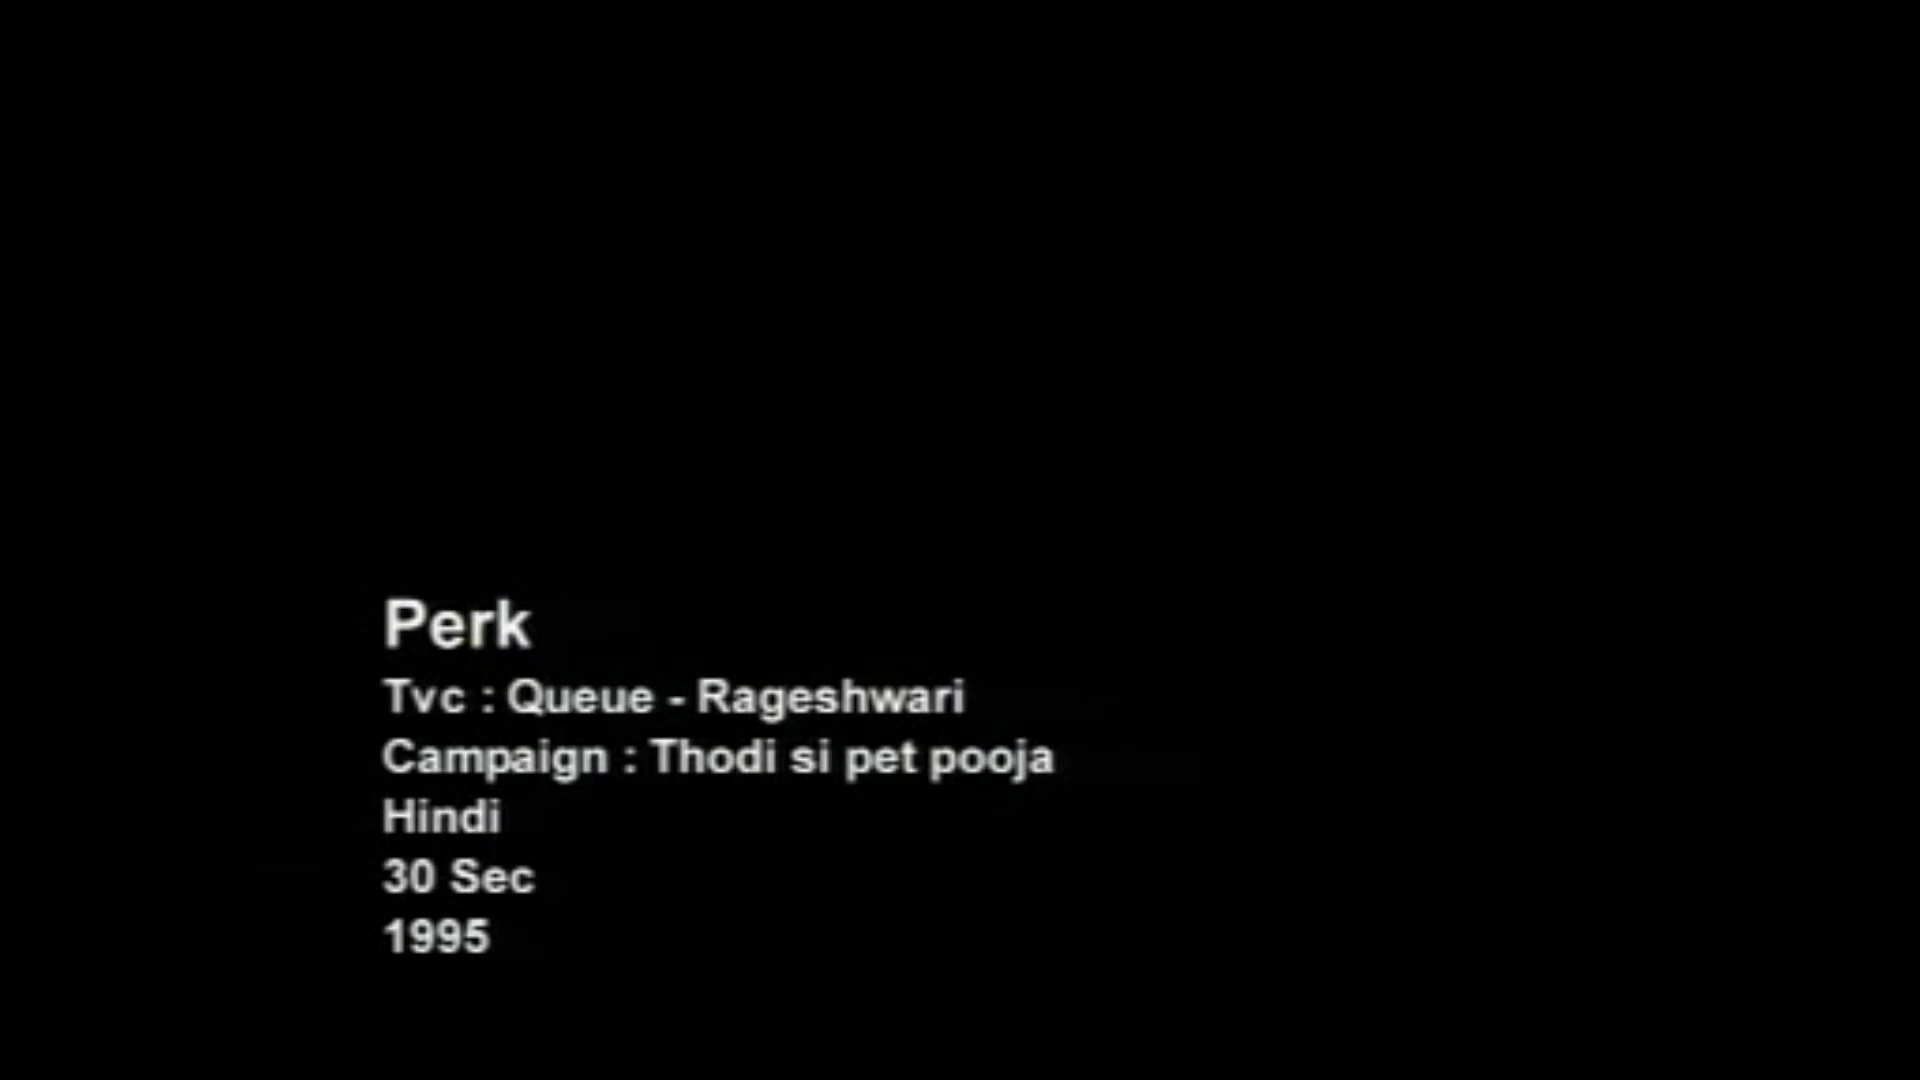 Perk
Tvc : Queue - Rageshwari
Campaign : Thodi si pet pooja
Hindi
30 Sec
1995